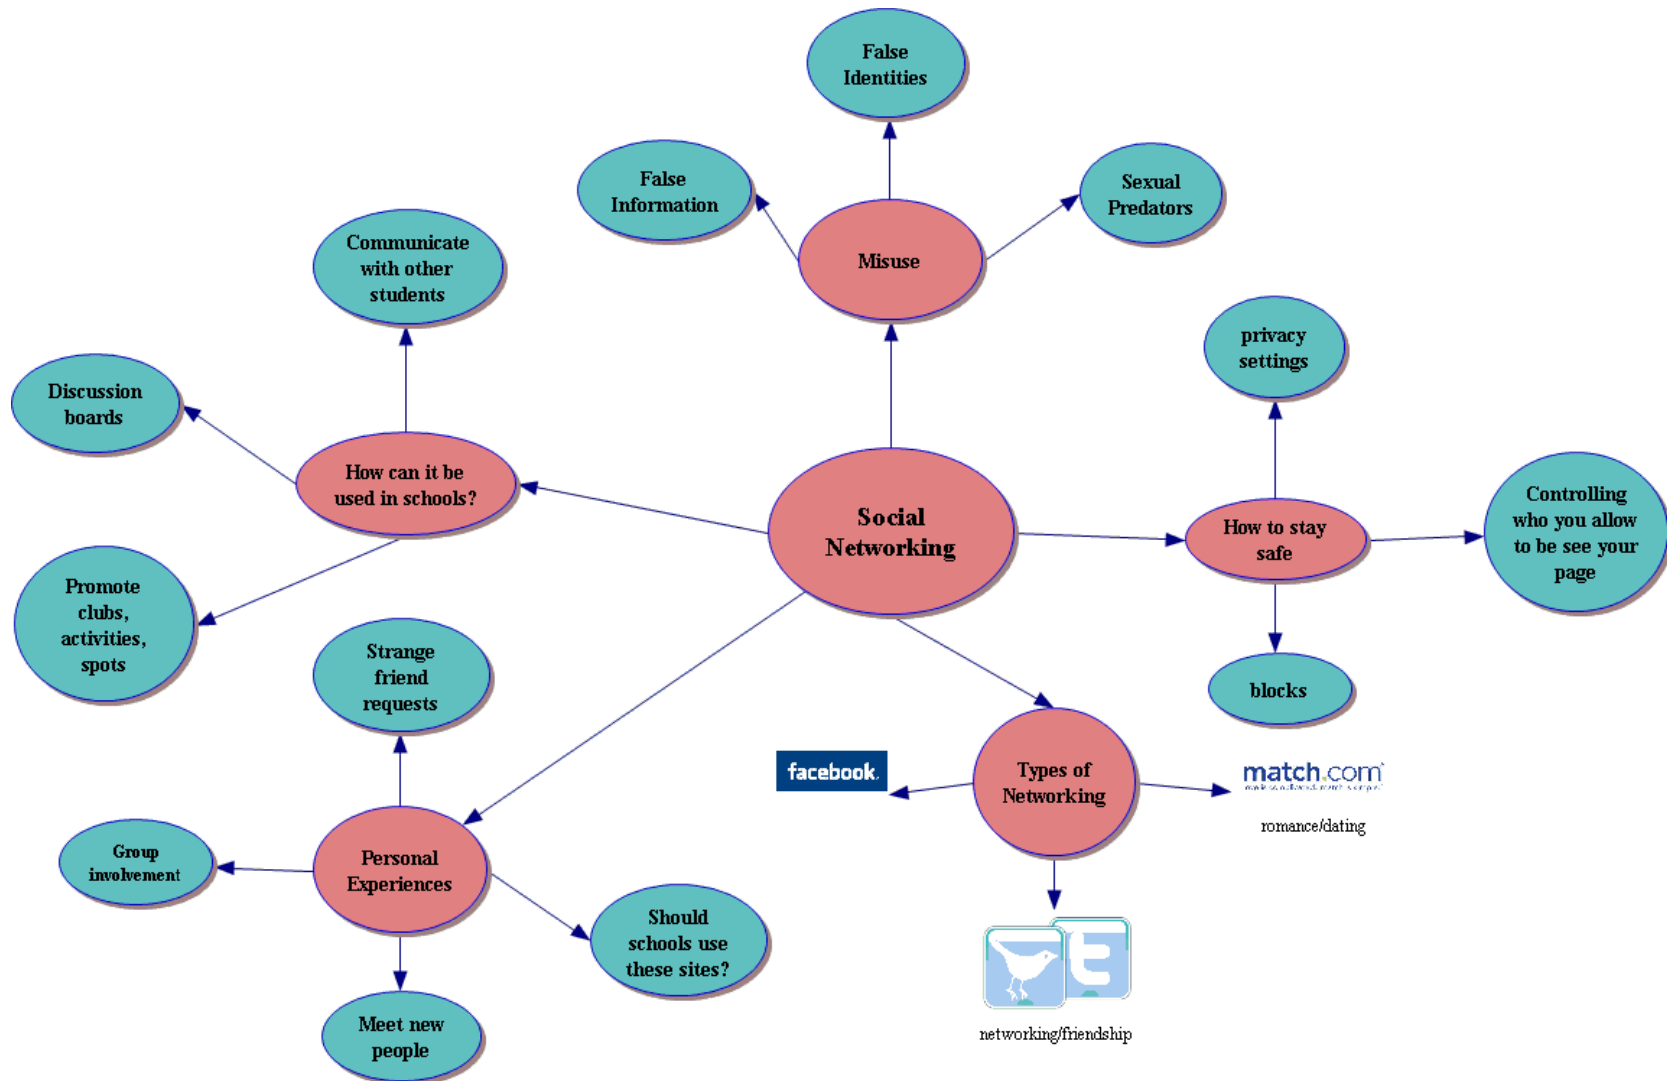 False
Identities
False
Information
Sexual
Predators
Misuse
Communicate
with other
students
privacy
settings
Discussion
boards
How can it be
used in schools?
Social
Networking
How to stay
safe
Controlling
who you allow
to be see your
page
Promote
clubs,
activities,
spots
Strange
friend
requests
blocks
facebook
Types of
Networking
match.com
romance/dating
Group
involvement
Personal
Experiences
Should
schools use
these sites?
t
networking/friendship
Meet new
people